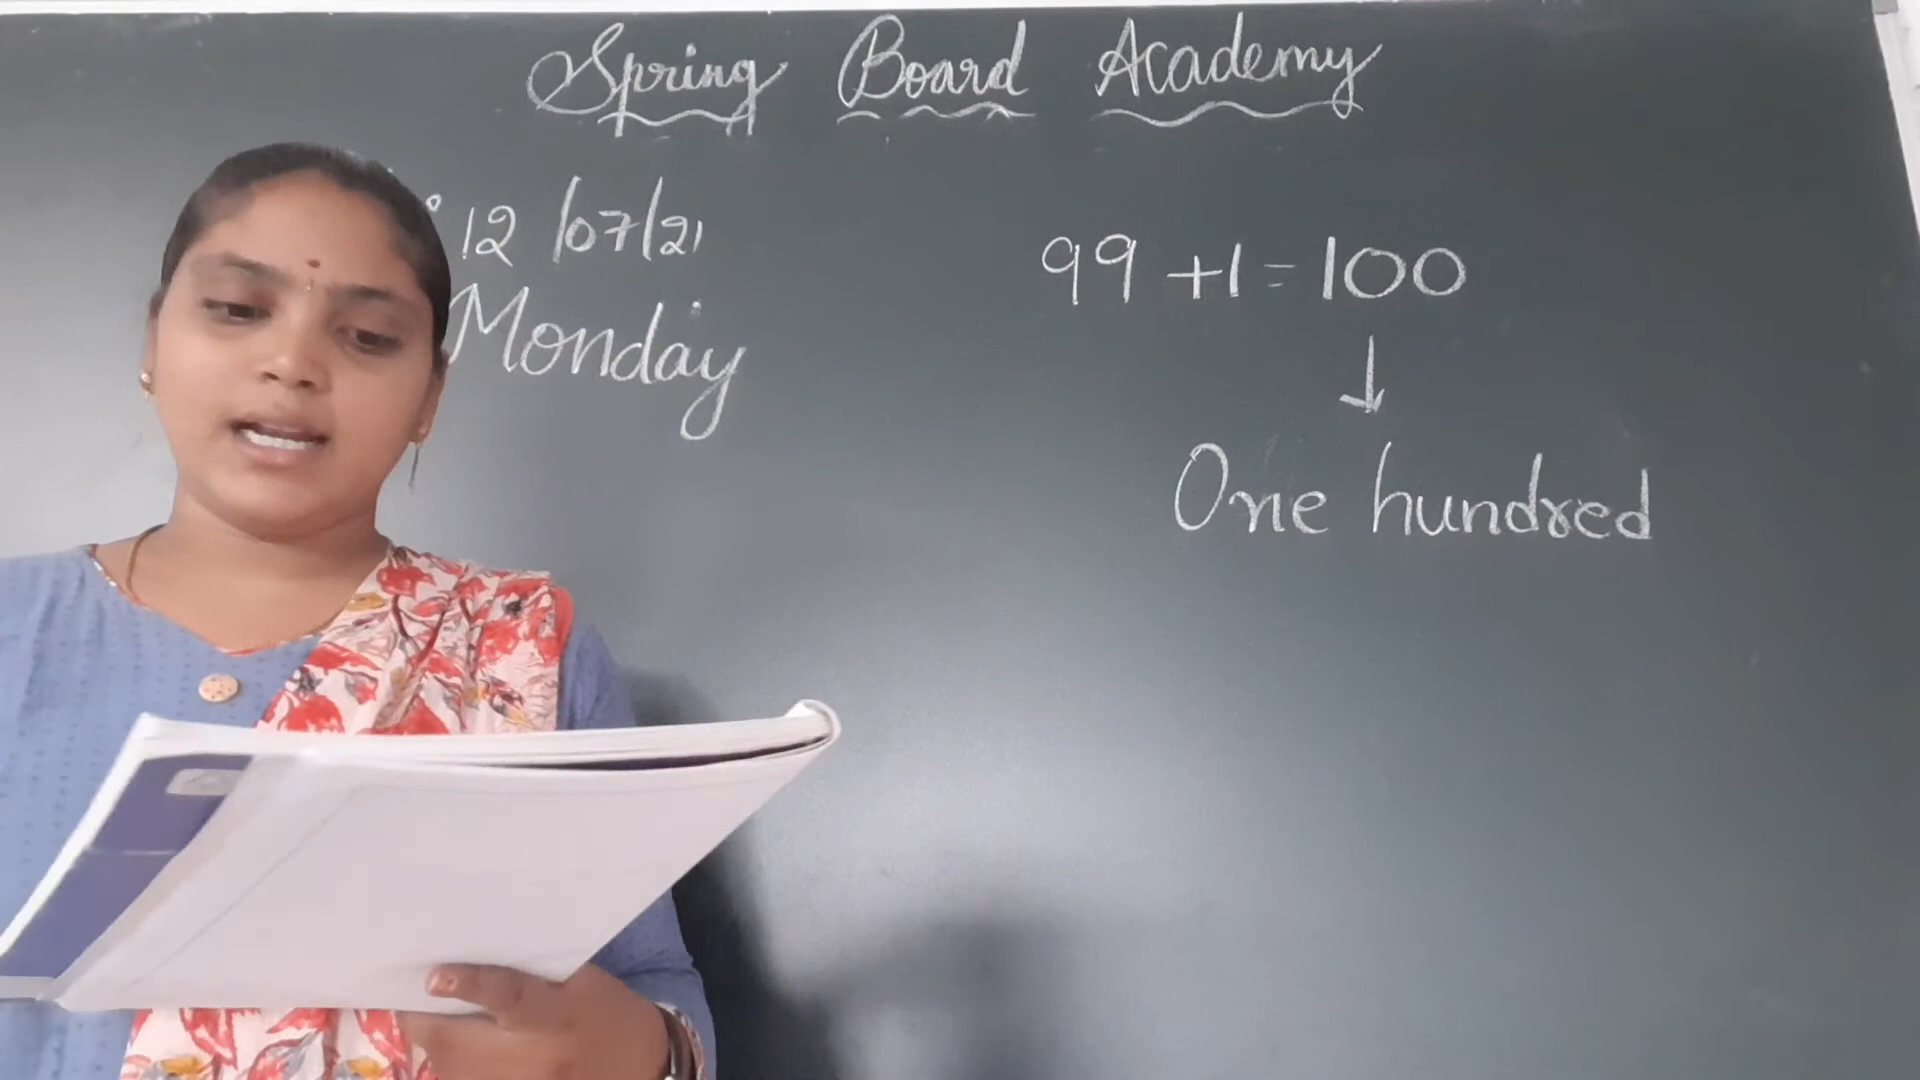 Spring Board Academy
12/07/21
Monday
99 + 1 = 100
↓
One hundred